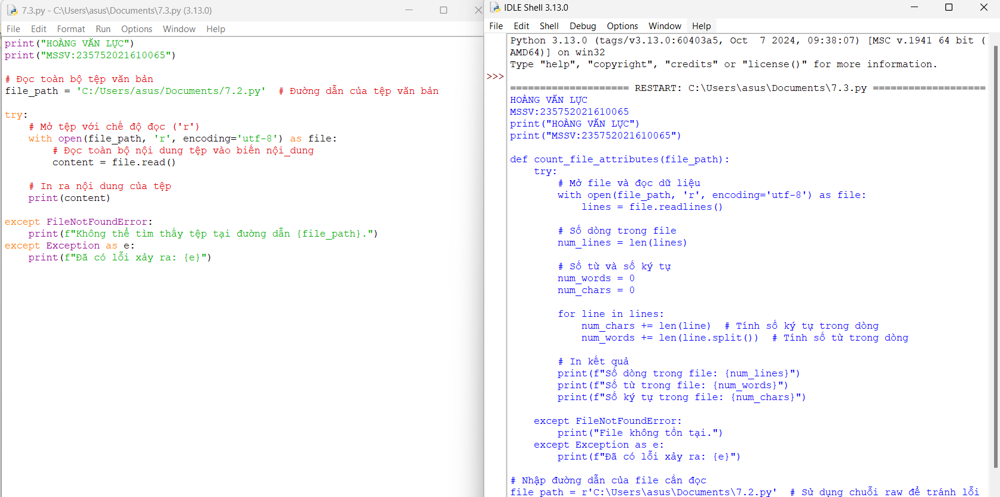 7.3.py - C:\Users\asus\Documents\7.3.py (3.13.0)
File Edit Format Run Options Window Help
print("HOÀNG VĂN LỰC")
print("MSSV:235752021610065")
# Đọc toàn bộ tệp văn bản
file_path = 'C:/Users/asus/Documents/7.2.py'  # Đường dẫn của tệp văn bản
try:
    # Mở tệp với chế độ đọc ('r')
    with open(file_path, 'r', encoding='utf-8') as file:
        # Đọc toàn bộ nội dung tệp vào biến nội_dung
        content = file.read()
    # In ra nội dung của tệp
    print(content)
except FileNotFoundError:
    print(f"Không thể tìm thấy tệp tại đường dẫn {file_path}.")
except Exception as e:
    print(f"Đã có lỗi xảy ra: {e}")
IDLE Shell 3.13.0
File Edit Shell Debug Options Window Help
Python 3.13.0 (tags/v3.13.0:60403a5, Oct  7 2024, 09:38:07) [MSC v.1941 64 bit (
AMD64)] on win32
Type "help", "copyright", "credits" or "license()" for more information.
>>>
==================== RESTART: C:\Users\asus\Documents\7.3.py ===================
HOÀNG VĂN LỰC
MSSV:235752021610065
print("HOÀNG VĂN LỰC")
print("MSSV:235752021610065")
def count_file_attributes(file_path):
    try:
        # Mở file và đọc dữ liệu
        with open(file_path, 'r', encoding='utf-8') as file:
            lines = file.readlines()
        # Số dòng trong file
        num_lines = len(lines)
        # Số từ và số ký tự
        num_words = 0
        num_chars = 0
        for line in lines:
            num_chars += len(line)  # Tính số ký tự trong dòng
            num_words += len(line.split())  # Tính số từ trong dòng
        # In kết quả
        print(f"Số dòng trong file: {num_lines}")
        print(f"Số từ trong file: {num_words}")
        print(f"Số ký tự trong file: {num_chars}")
    except FileNotFoundError:
        print("File không tồn tại.")
    except Exception as e:
        print(f"Đã có lỗi xảy ra: {e}")
# Nhập đường dẫn của file cần đọc
file_path = r'C:\Users\asus\Documents\7.2.py'  # Sử dụng chuỗi raw để tránh lỗi